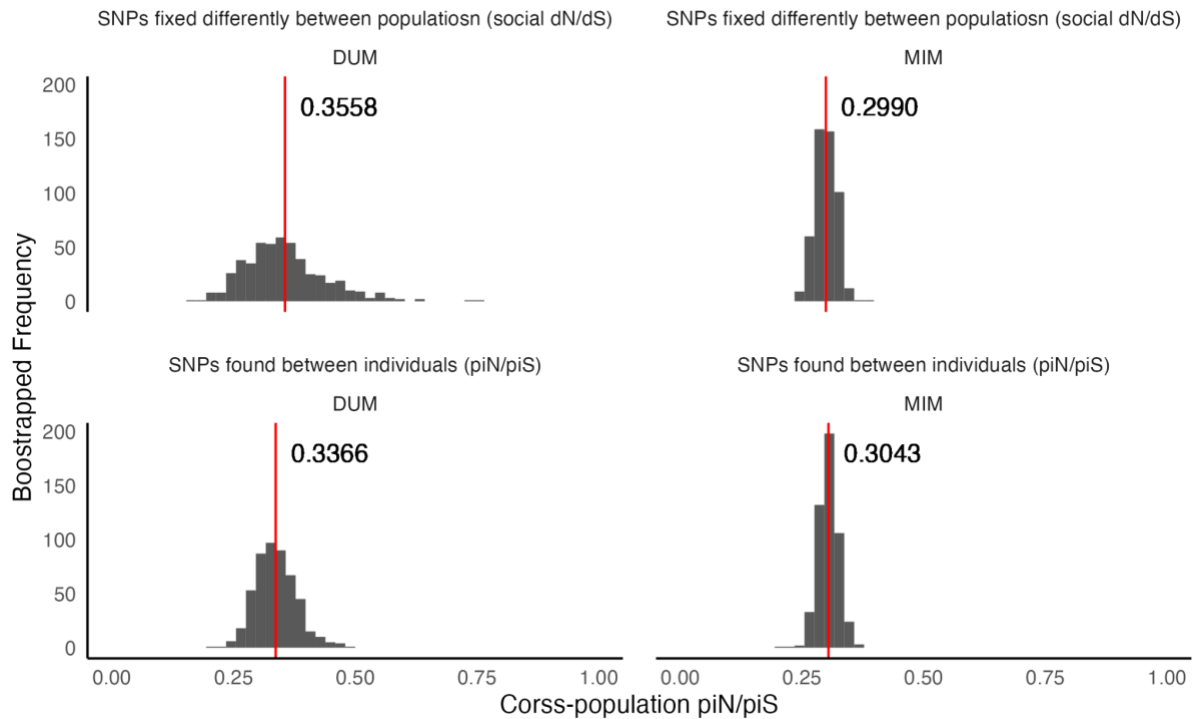 SNPs fixed differently between populatiosn (social dN/dS)
SNPs fixed differently between populatiosn (social dN/dS)
DUM
MIM
200
150
100
50
0
0.3558
0.2990
Boostrapped Frequency
SNPs found between individuals (piN/piS)
SNPs found between individuals (piN/piS)
DUM
MIM
200
150
100
50
0
0.3366
0.3043
0.00 0.25 0.50 0.75 1.00
0.00 0.25 0.50 0.75 1.00
Corss-population piN/piS